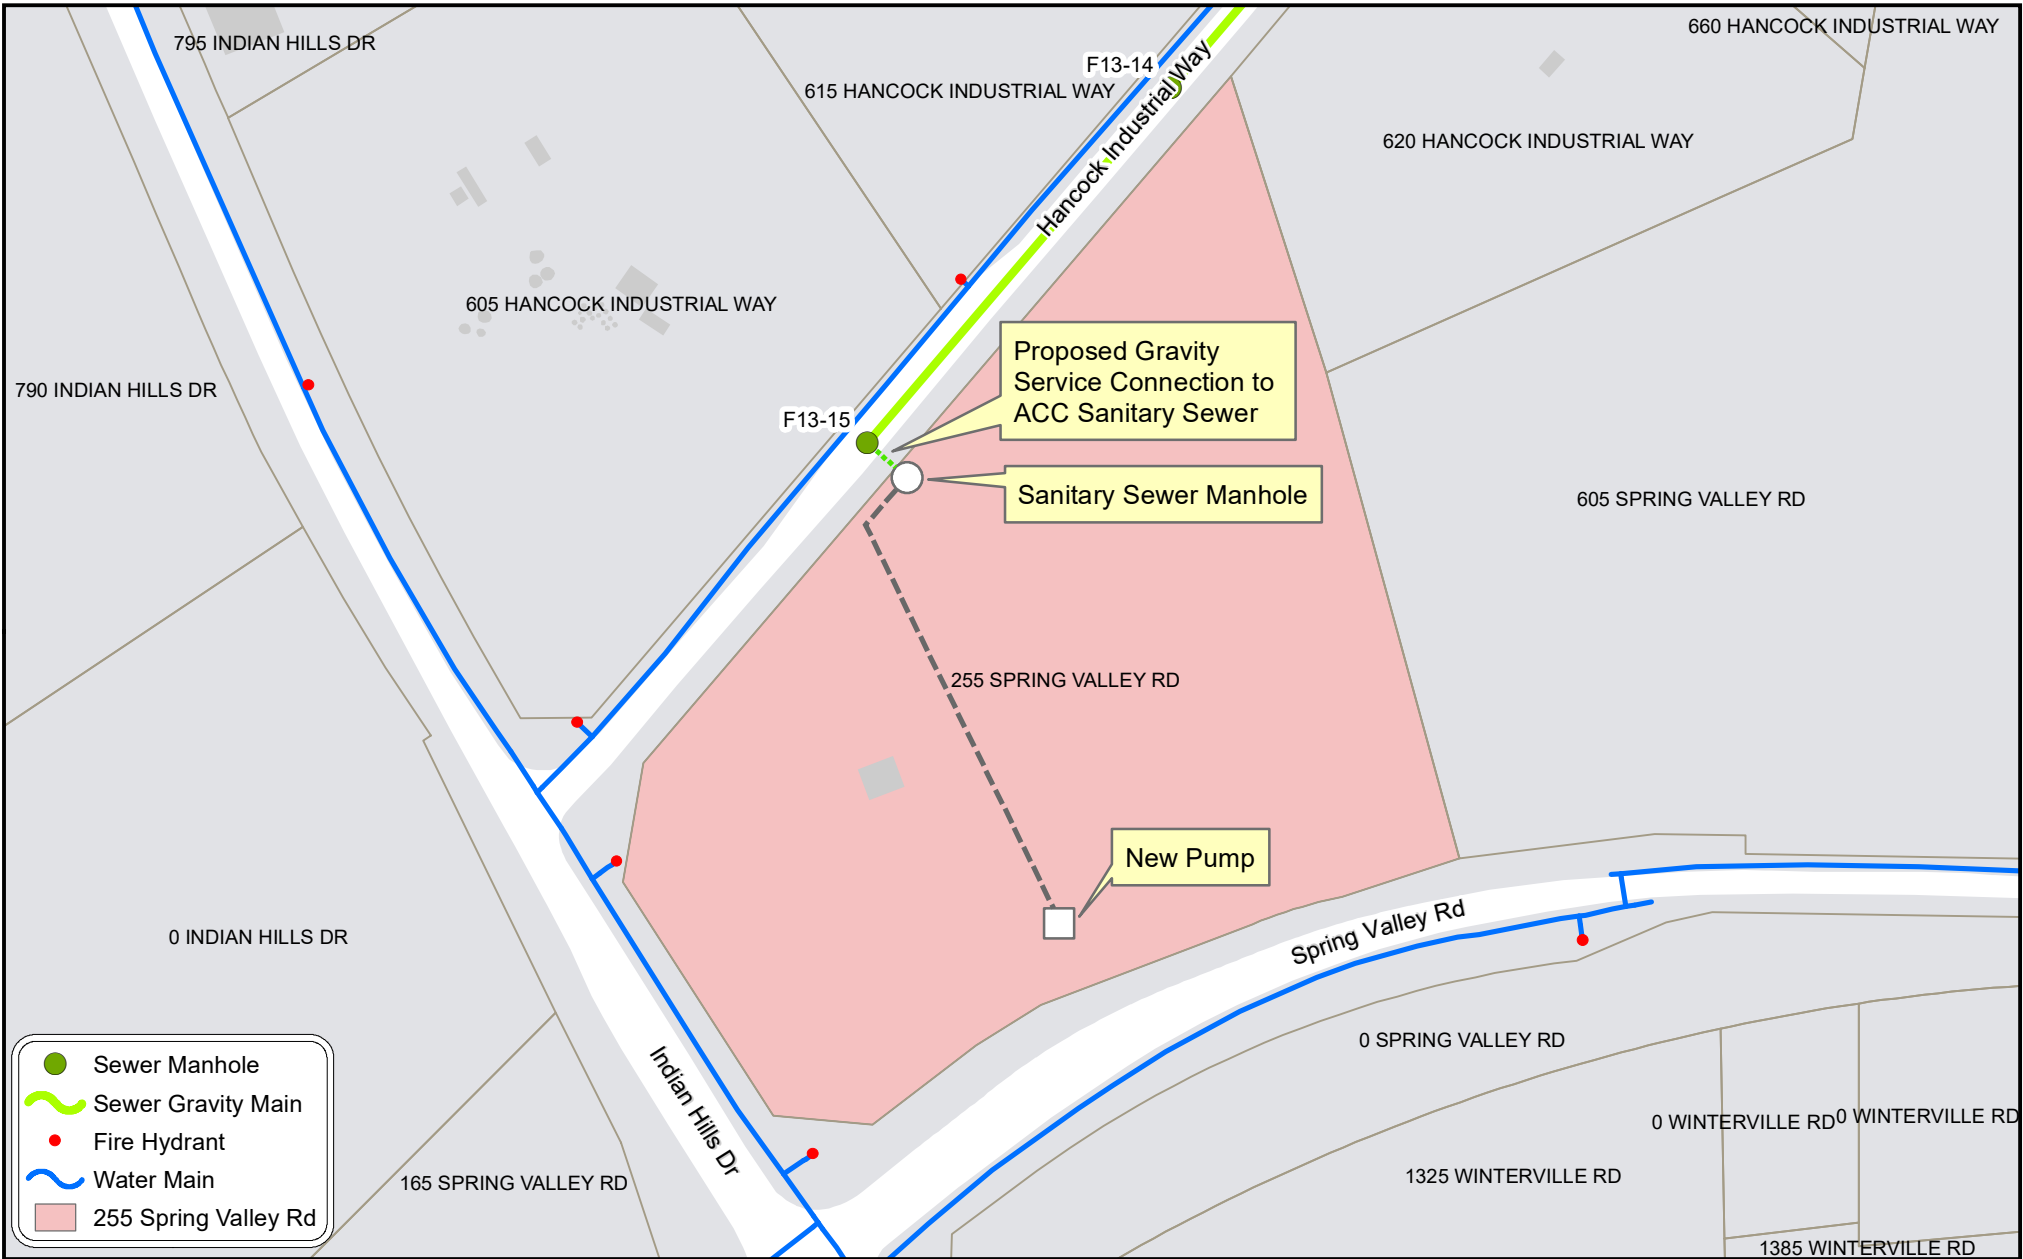 660 HANCOCK INDUSTRIAL WAY
795 INDIAN HILLS DR
F13-14
615 HANCOCK INDUSTRIAL WAY
Hancock Industrial Way
620 HANCOCK INDUSTRIAL WAY
605 HANCOCK INDUSTRIAL WAY
Proposed Gravity
Service Connection to
ACC Sanitary Sewer
790 INDIAN HILLS DR
F13-15
Sanitary Sewer Manhole
605 SPRING VALLEY RD
255 SPRING VALLEY RD
New Pump
Spring Valley Rd
0 INDIAN HILLS DR
0 SPRING VALLEY RD
Indian Hills Dr
0 WINTERVILLE RD
0 WINTERVILLE RD
1325 WINTERVILLE RD
165 SPRING VALLEY RD
1385 WINTERVILLE RD
Sewer Manhole
Sewer Gravity Main
Fire Hydrant
Water Main
255 Spring Valley Rd